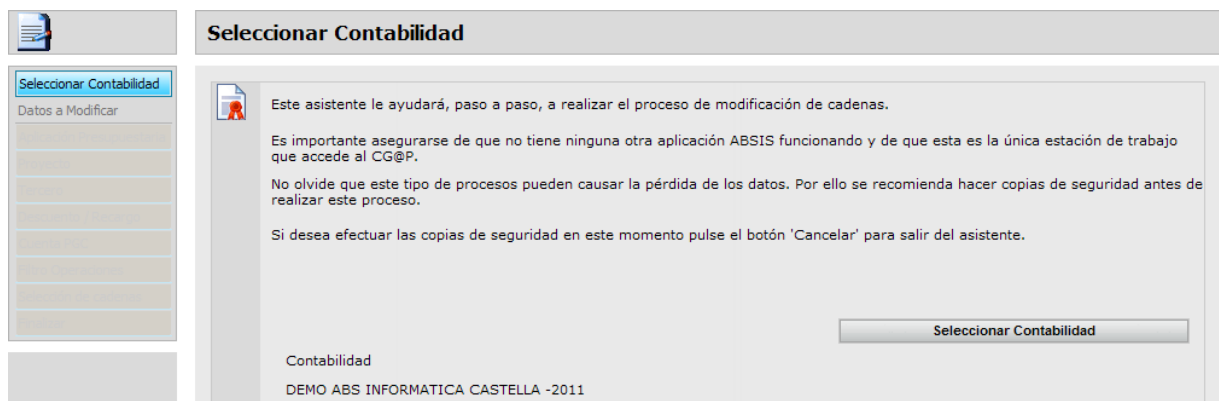 Seleccionar Contabilidad
Seleccionar Contabilidad
Datos a Modificar
Este asistente le ayudará, paso a paso, a realizar el proceso de modificación de cadenas.
Es importante asegurarse de que no tiene ninguna otra aplicación ABSIS funcionando y de que esta es la única estación de trabajo
que accede al CG@P.
No olvide que este tipo de procesos pueden causar la pérdida de los datos. Por ello se recomienda hacer copias de seguridad antes de
realizar este proceso.
Si desea efectuar las copias de seguridad en este momento pulse el botón 'Cancelar' para salir del asistente.
Seleccionar Contabilidad
Contabilidad
DEMO ABS INFORMATICA CASTELLA -2011